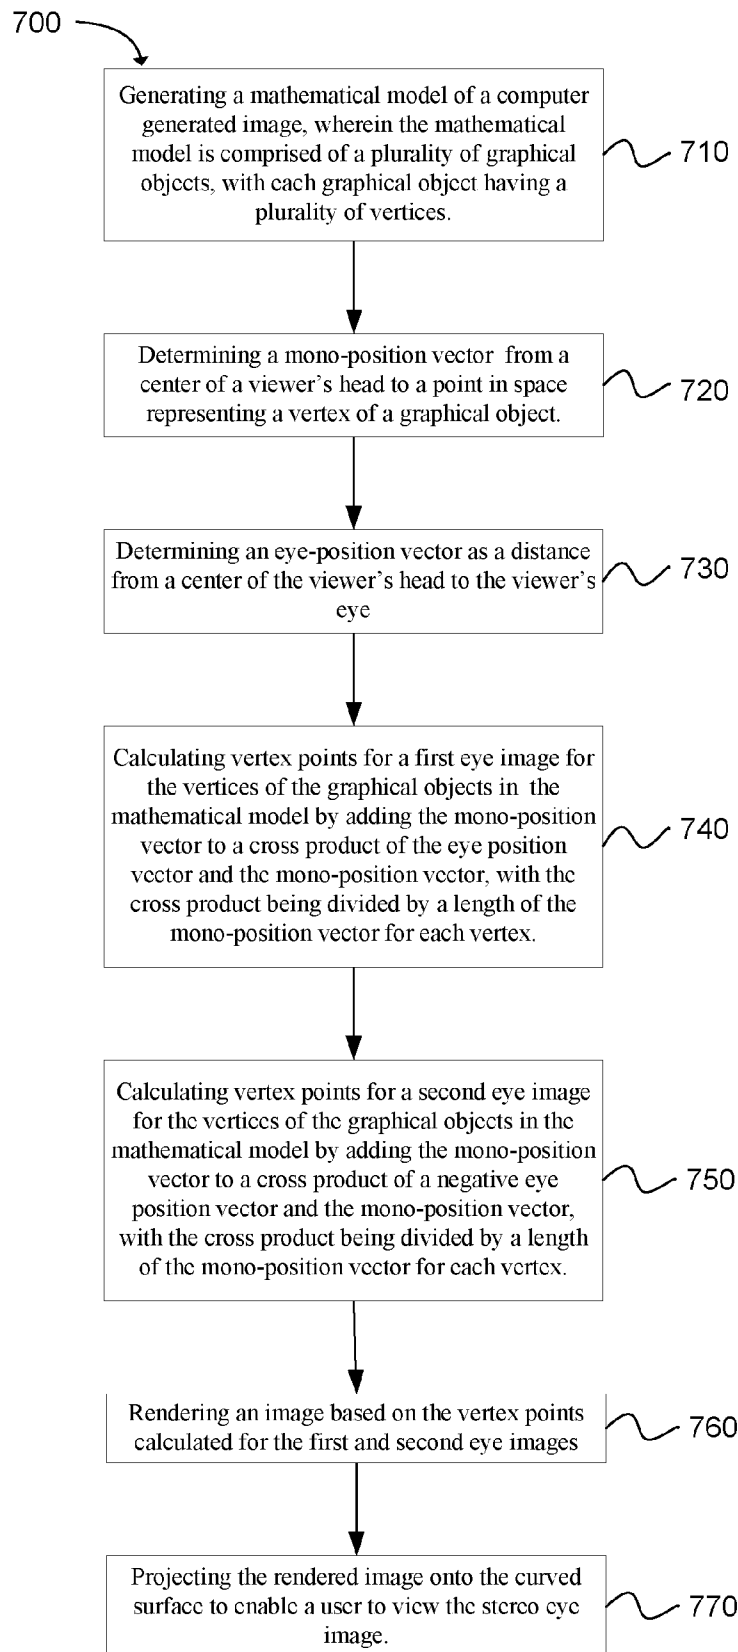 700
Generating a mathematical model of a computer
generated image, wherein the mathematical
model is comprised of a plurality of graphical
objects, with each graphical object having a
plurality of vertices.
710
Determining a mono-position vector from a
center of a viewer's head to a point in space
representing a vertex of a graphical object.
720
Determining an eye-position vector as a distance
from a center of the viewer's head to the viewer's
eye
730
Calculating vertex points for a first eye image for
the vertices of the graphical objects in the
mathematical model by adding the mono-position
vector to a cross product of the eye position
vector and the mono-position vector, with the
cross product being divided by a length of the
mono-position vector for each vertex.
740
Calculating vertex points for a second eye image
for the vertices of the graphical objects in the
mathematical model by adding the mono-position
vector to a cross product of a negative eye
position vector and the mono-position vector,
with the cross product being divided by a length
of the mono-position vector for each vertex.
750
Rendering an image based on the vertex points
calculated for the first and second eye images
760
Projecting the rendered image onto the curved
surface to enable a user to view the stereo eye
image.
770